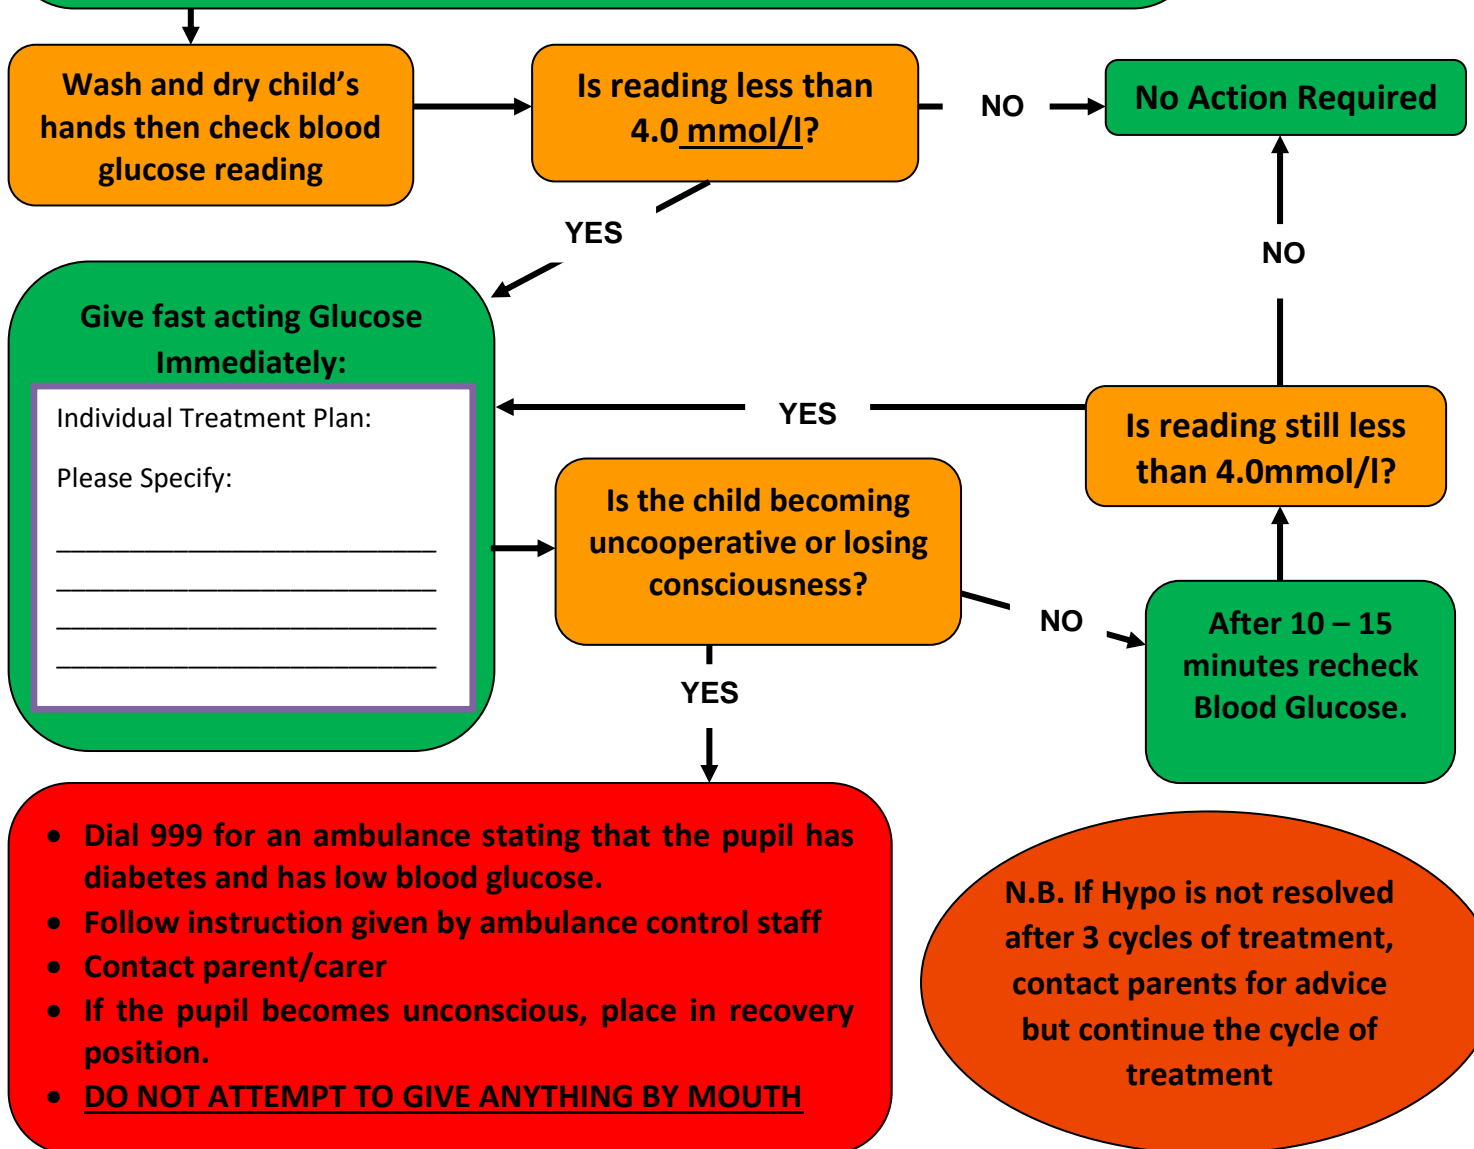 Wash and dry child’s
hands then check blood
glucose reading
Is reading less than
4.0 mmol/l?
NO
No Action Required
YES
NO
Give fast acting Glucose
Immediately:
Individual Treatment Plan:
Please Specify:
YES
Is reading still less
than 4.0mmol/l?
Is the child becoming
uncooperative or losing
consciousness?
NO
After 10 – 15
minutes recheck
Blood Glucose.
YES
• Dial 999 for an ambulance stating that the pupil has
diabetes and has low blood glucose.
• Follow instruction given by ambulance control staff
• Contact parent/carer
• If the pupil becomes unconscious, place in recovery
position.
• DO NOT ATTEMPT TO GIVE ANYTHING BY MOUTH
N.B. If Hypo is not resolved
after 3 cycles of treatment,
contact parents for advice
but continue the cycle of
treatment